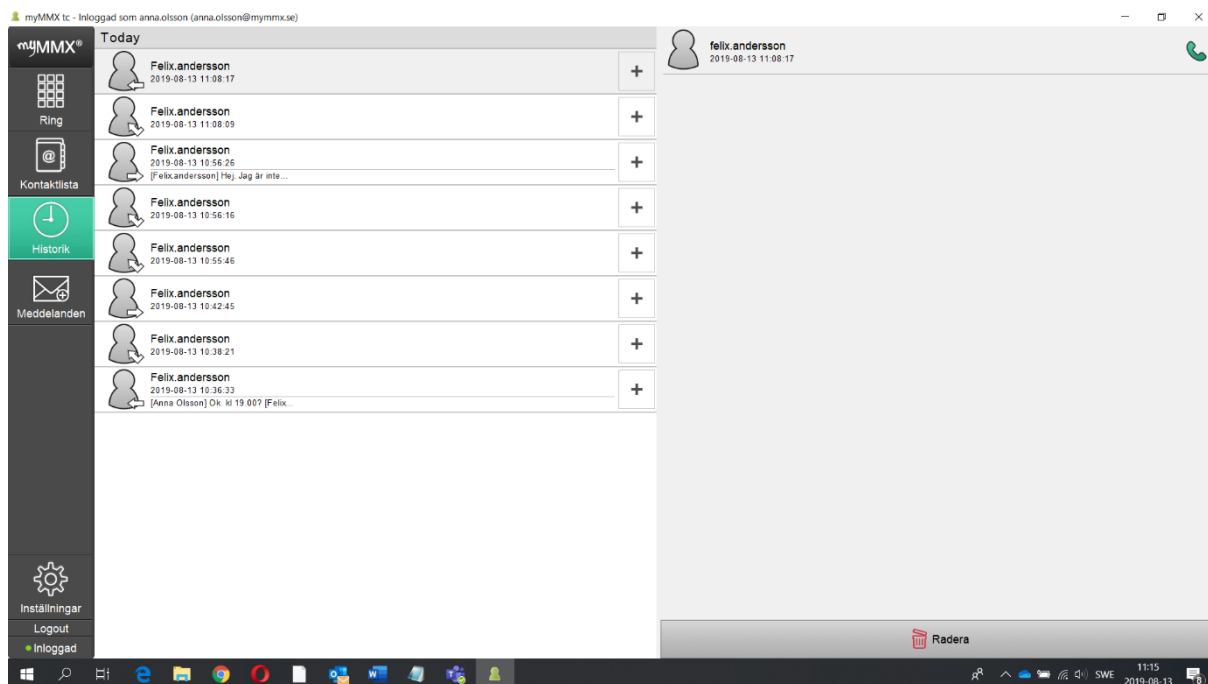 myMMX tc - Inloggad som anna.olsson (anna.olsson@mymmx.se)
myMMX®
Ring
Kontaktlista
Historik
Meddelanden
Inställningar
Logout
Inloggad
Today
Felix.andersson
2019-08-13 11:08:17
Felix.andersson
2019-08-13 11:08:09
Felix.andersson
2019-08-13 10:56:26
[Felix.andersson] Hej. Jag är inte...
Felix.andersson
2019-08-13 10:56:16
Felix.andersson
2019-08-13 10:55:46
Felix.andersson
2019-08-13 10:42:45
Felix.andersson
2019-08-13 10:38:21
Felix.andersson
2019-08-13 10:36:33
[Anna Olsson] Ok. kl 19.00? [Felix...
felix.andersson
2019-08-13 11:08:17
Radera
SWE
11:15
2019-08-13
8